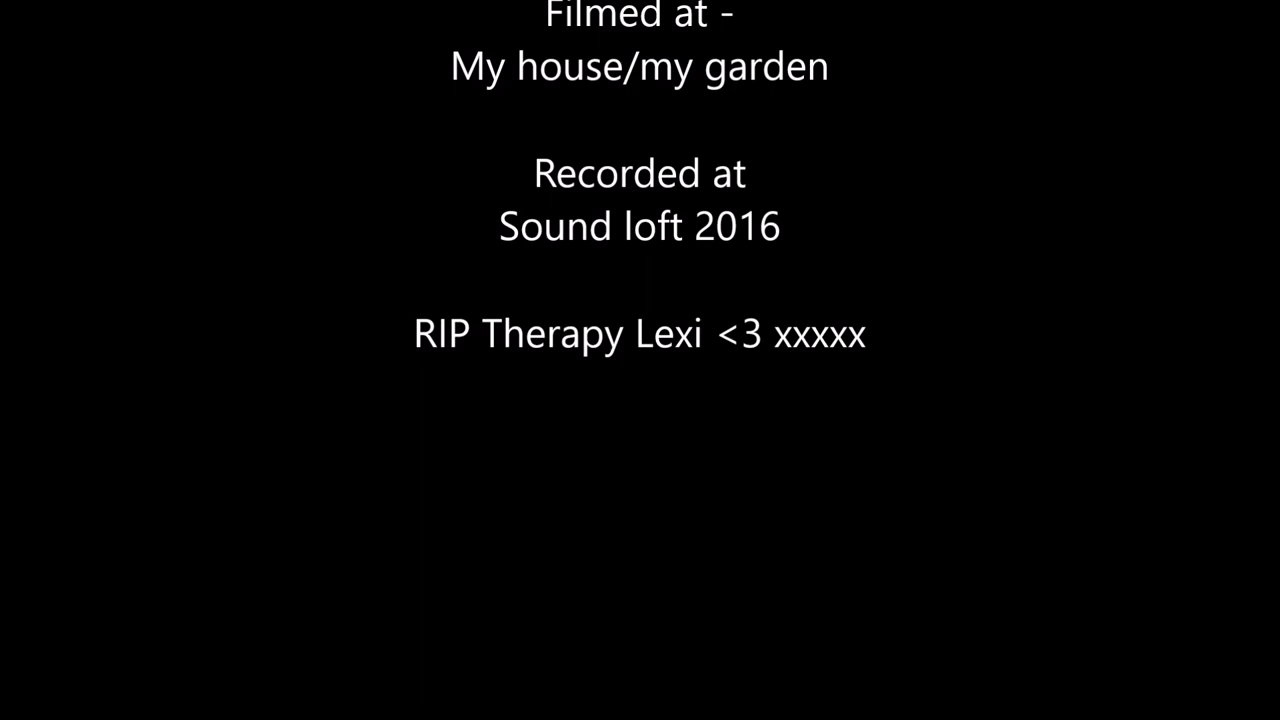 Filmed at -
My house/my garden
Recorded at
Sound loft 2016
RIP Therapy Lexi <3 xxxxx